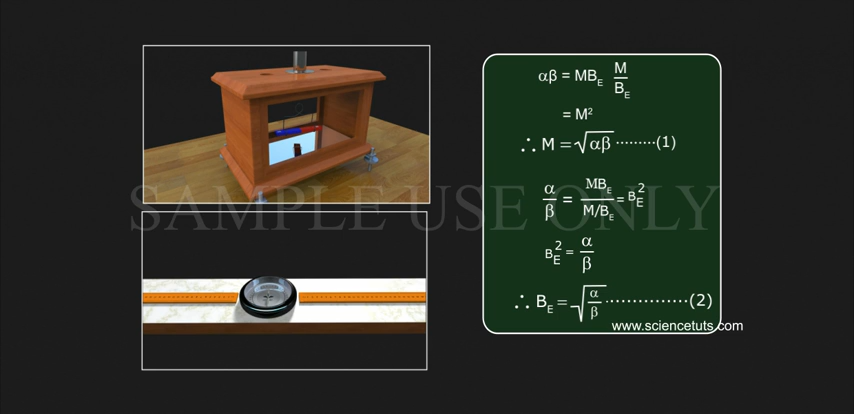 αβ = MB_E M/B_E
= M²
∴ M = √αβ ·········(1)
SAMPLE USE ONLY
α/β = MB_E/M/B_E = B_E²
B_E² = α/β
∴ B_E = √α/β ···············(2)
www.sciencetuts.com